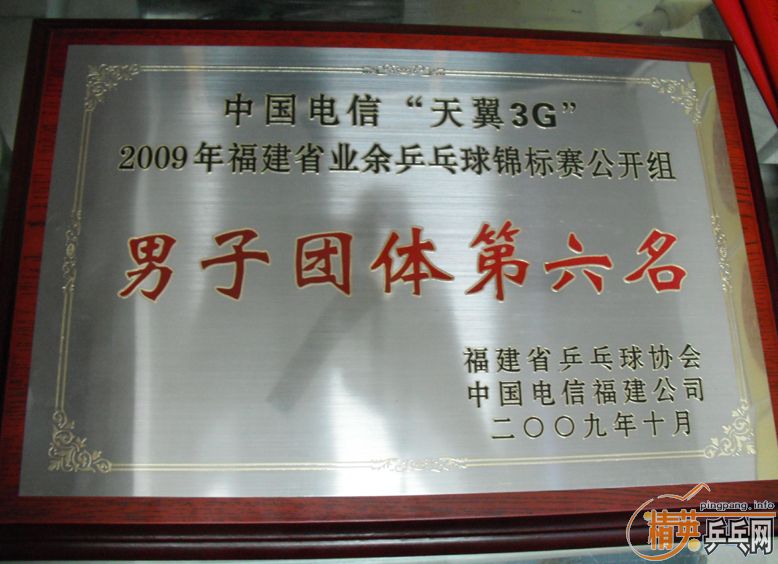 中国电信“天翼3G”
2009年福建省业余乒乓球锦标赛公开组
男子团体第六名
福建省乒乓球协会
中国电信福建公司
二〇〇九年十月
pingpang.info
精英乒乓网